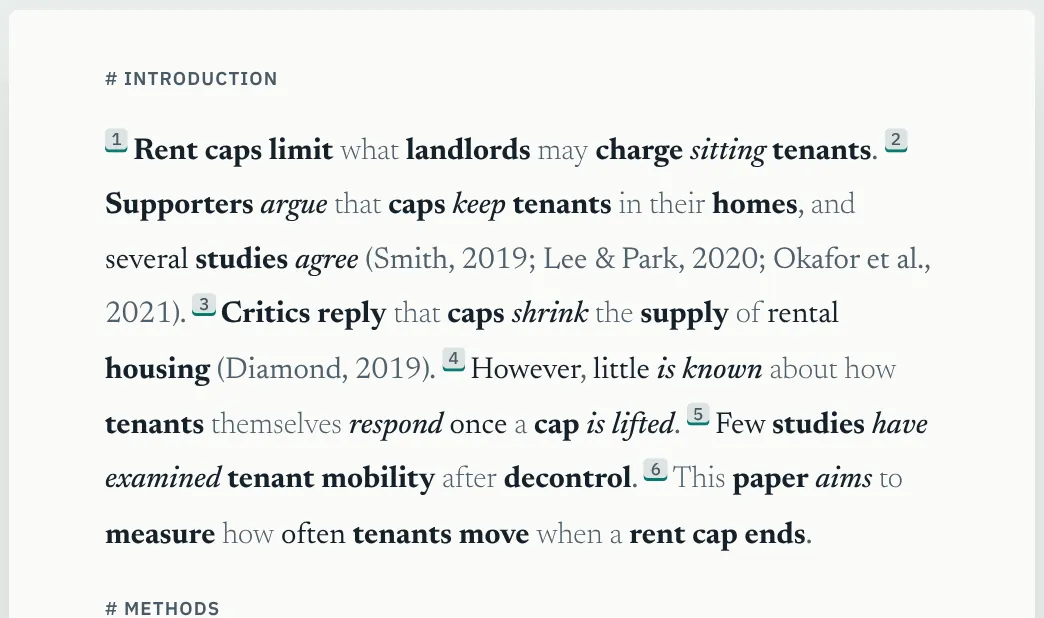 # INTRODUCTION
1 Rent caps limit what landlords may charge sitting tenants. 2
Supporters argue that caps keep tenants in their homes, and
several studies agree (Smith, 2019; Lee & Park, 2020; Okafor et al.,
2021). 3 Critics reply that caps shrink the supply of rental
housing (Diamond, 2019). 4 However, little is known about how
tenants themselves respond once a cap is lifted. 5 Few studies have
examined tenant mobility after decontrol. 6 This paper aims to
measure how often tenants move when a rent cap ends.
# METHODS